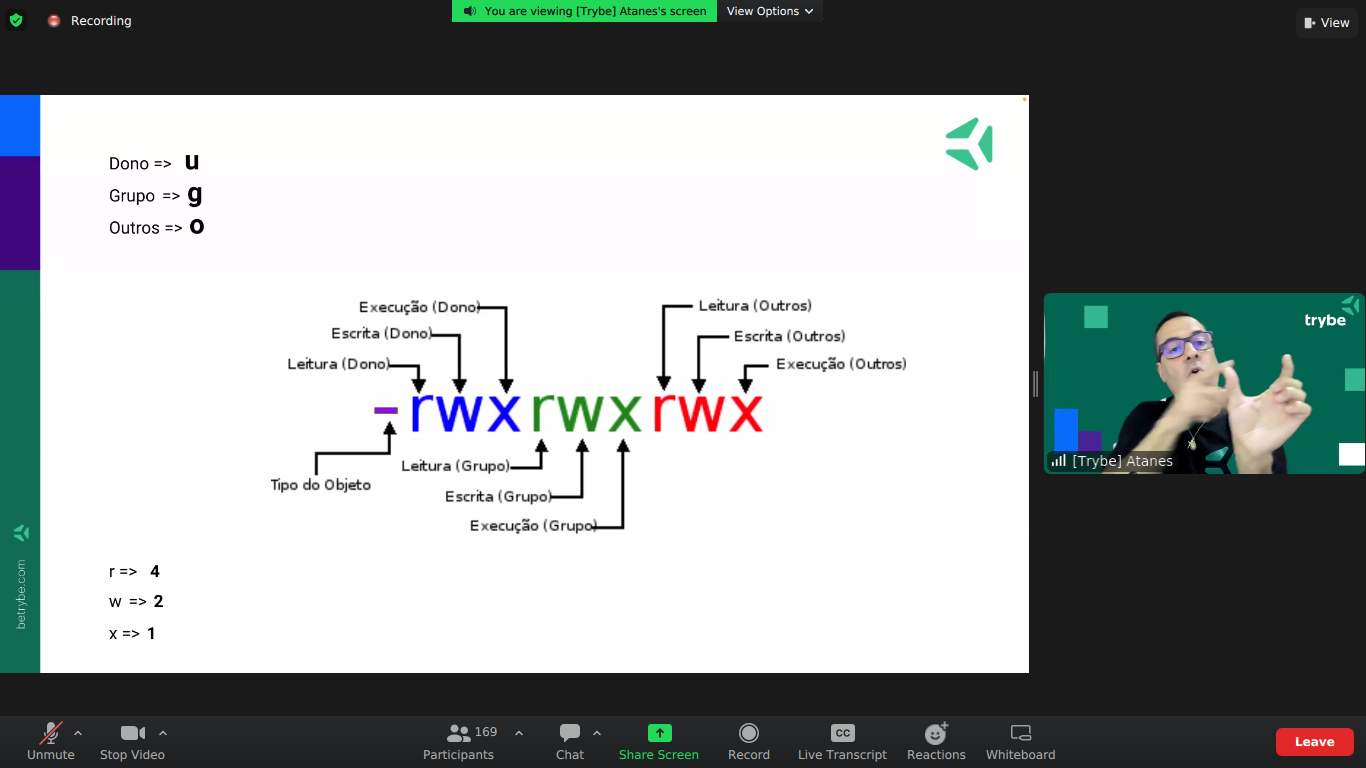 Recording
You are viewing [Trybe] Atanes's screen
View Options
View
Dono => u
Grupo => g
Outros => o
Execução (Dono)
Escrita (Dono)
Leitura (Dono)
Leitura (Outros)
Escrita (Outros)
Execução (Outros)
-rwxrwxrwx
Leitura (Grupo)
Tipo do Objeto
Escrita (Grupo)
Execução (Grupo)
r => 4
w => 2
x => 1
betrybe.com
trybe
[Trybe] Atanes
Unmute
Stop Video
169
Participants
Chat
Share Screen
Record
CC
Live Transcript
Reactions
Whiteboard
Leave